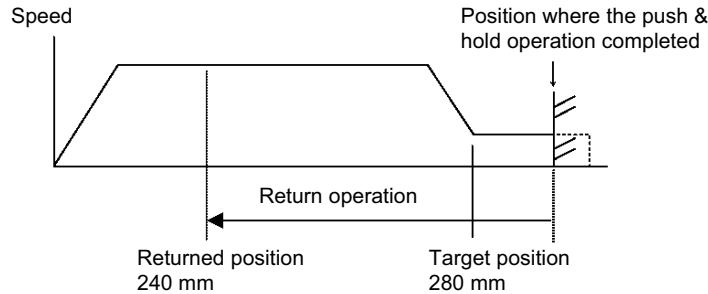 Speed
Position where the push &
hold operation completed
Return operation
Returned position
240 mm
Target position
280 mm